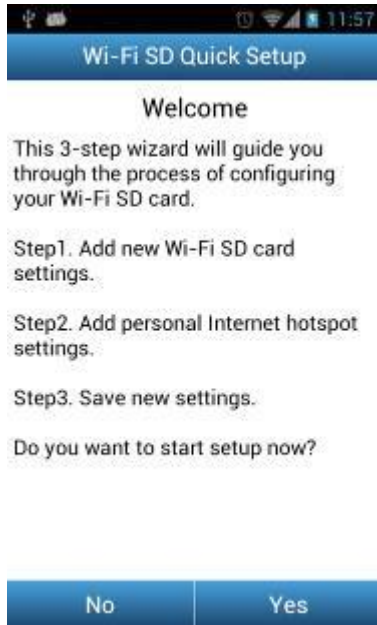 11:57
Wi-Fi SD Quick Setup
Welcome
This 3-step wizard will guide you
through the process of configuring
your Wi-Fi SD card.
Step1. Add new Wi-Fi SD card
settings.
Step2. Add personal Internet hotspot
settings.
Step3. Save new settings.
Do you want to start setup now?
No Yes